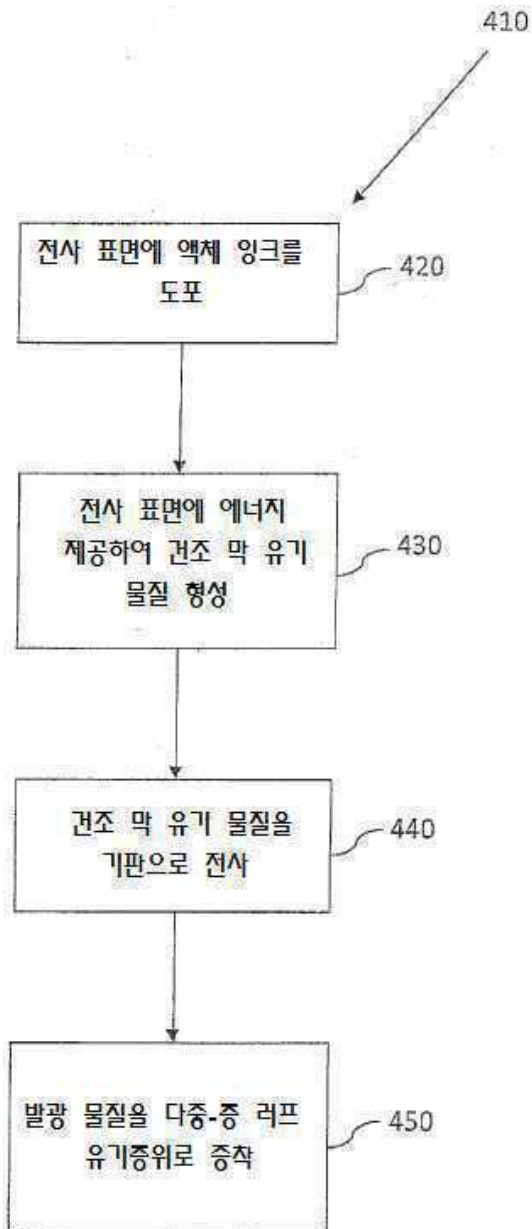 410
전사 표면에 액체 잉크를
도포
420
전사 표면에 에너지
제공하여 건조 막 유기
물질 형성
430
건조 막 유기 물질을
기판으로 전사
440
발광 물질을 다중-층 러프
유기층위로 증착
450